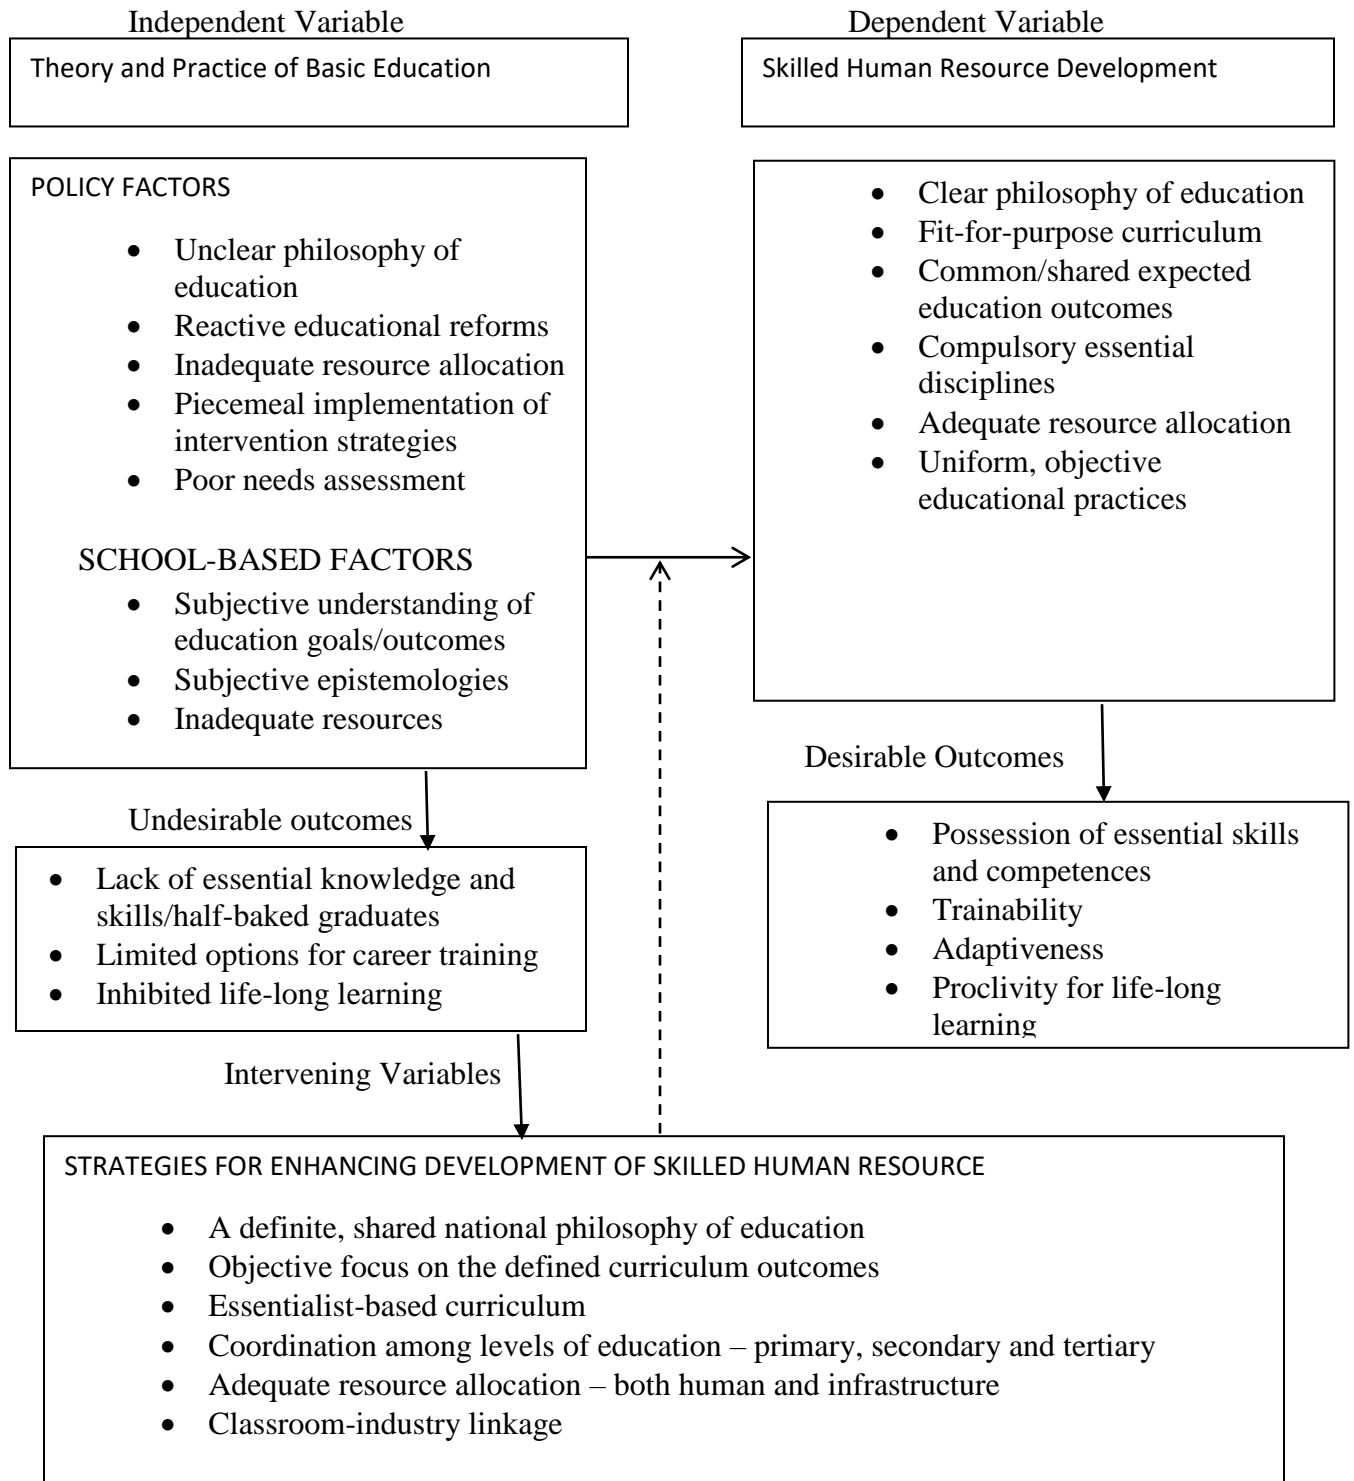 Independent Variable
Dependent Variable
Theory and Practice of Basic Education
Skilled Human Resource Development
POLICY FACTORS
• Unclear philosophy of
education
• Reactive educational reforms
• Inadequate resource allocation
• Piecemeal implementation of
intervention strategies
• Poor needs assessment
SCHOOL-BASED FACTORS
• Subjective understanding of
education goals/outcomes
• Subjective epistemologies
• Inadequate resources
• Clear philosophy of education
• Fit-for-purpose curriculum
• Common/shared expected
education outcomes
• Compulsory essential
disciplines
• Adequate resource allocation
• Uniform, objective
educational practices
Undesirable outcomes
• Lack of essential knowledge and
skills/half-baked graduates
• Limited options for career training
• Inhibited life-long learning
Desirable Outcomes
• Possession of essential skills
and competences
• Trainability
• Adaptiveness
• Proclivity for life-long
learning
Intervening Variables
STRATEGIES FOR ENHANCING DEVELOPMENT OF SKILLED HUMAN RESOURCE
• A definite, shared national philosophy of education
• Objective focus on the defined curriculum outcomes
• Essentialist-based curriculum
• Coordination among levels of education – primary, secondary and tertiary
• Adequate resource allocation – both human and infrastructure
• Classroom-industry linkage